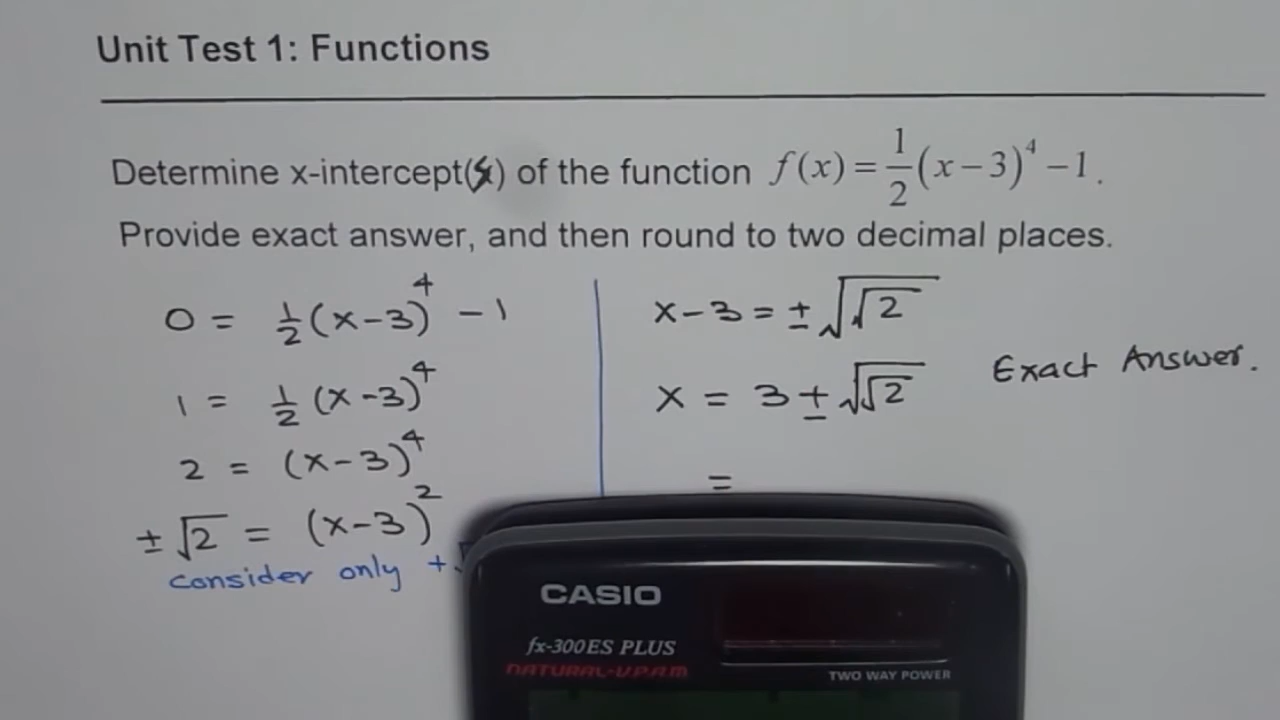 Unit Test 1: Functions
Determine x-intercept(s) of the function f(x) = 1/2 (x − 3)^4 − 1.
Provide exact answer, and then round to two decimal places.
0 = 1/2 (x−3)^4 − 1
1 = 1/2 (x−3)^4
2 = (x−3)^4
± √2 = (x−3)^2
consider only +
x−3 = ± √√2
x = 3 ± √√2
Exact Answer.
=
CASIO
fx-300ES PLUS
NATURAL-V.P.A.M.
TWO WAY POWER